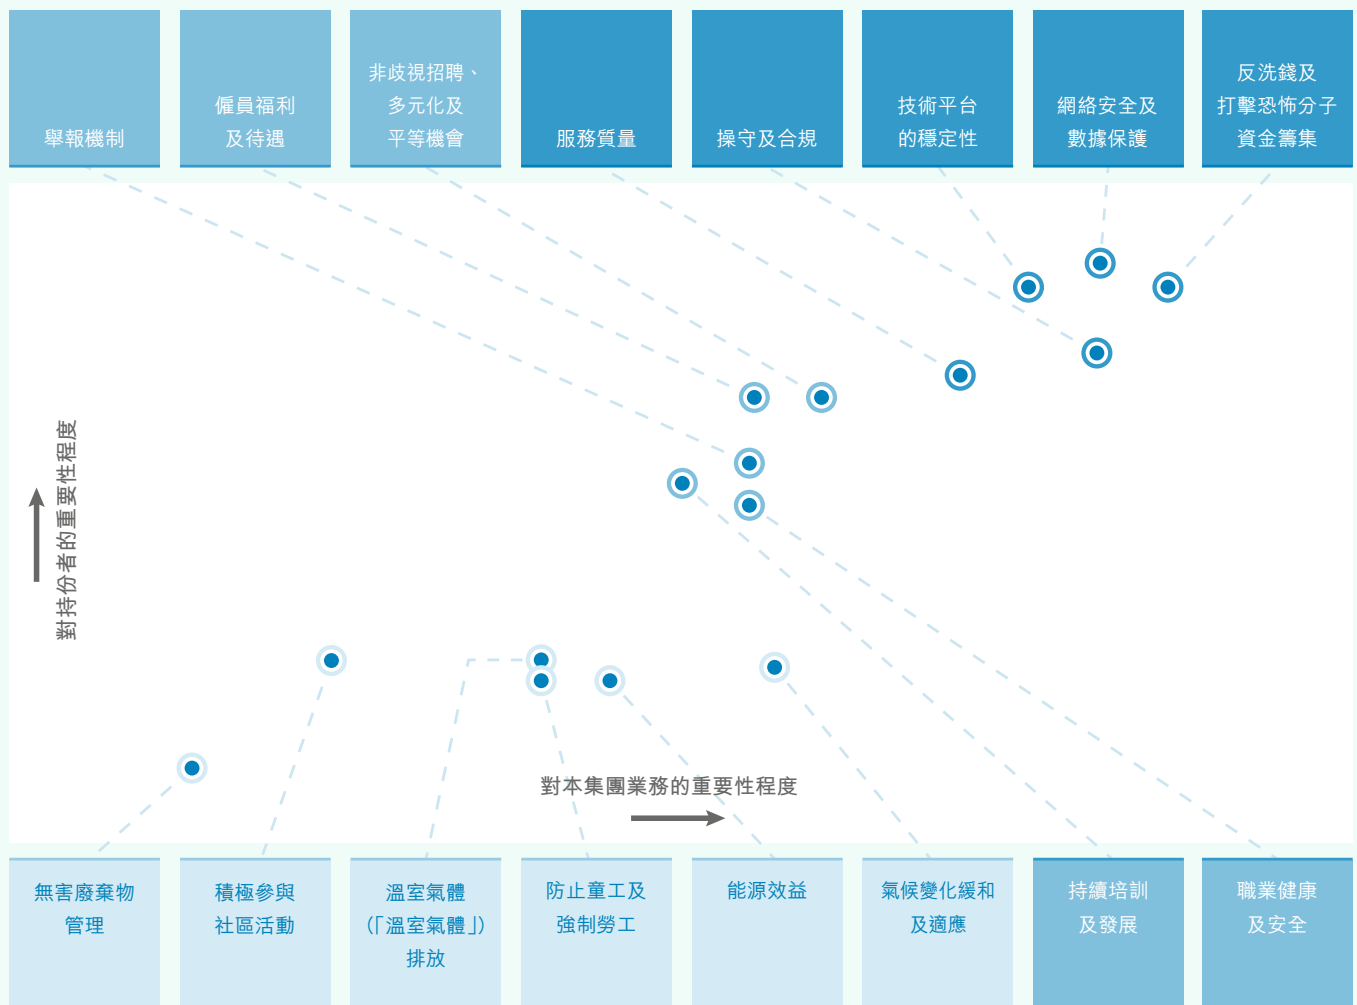 舉報機制
僱員福利
及待遇
非歧視招聘、
多元化及
平等機會
服務質量
操守及合規
技術平台
的穩定性
網絡安全及
數據保護
反洗錢及
打擊恐怖分子
資金籌集
對持份者的重要性程度
對本集團業務的重要性程度
無害廢棄物
管理
積極參與
社區活動
溫室氣體
（「溫室氣體」）
排放
防止童工及
強制勞工
能源效益
氣候變化緩和
及適應
持續培訓
及發展
職業健康
及安全